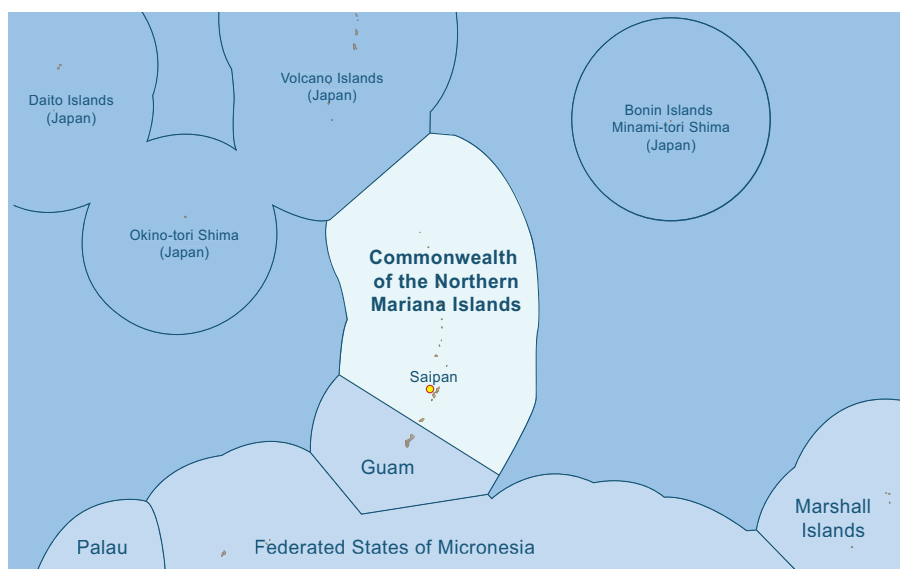 Volcano Islands
(Japan)
Daito Islands
(Japan)
Bonin Islands
Minami-tori Shima
(Japan)
Okino-tori Shima
(Japan)
Commonwealth
of the Northern
Mariana Islands
Saipan
Guam
Marshall
Islands
Palau
Federated States of Micronesia